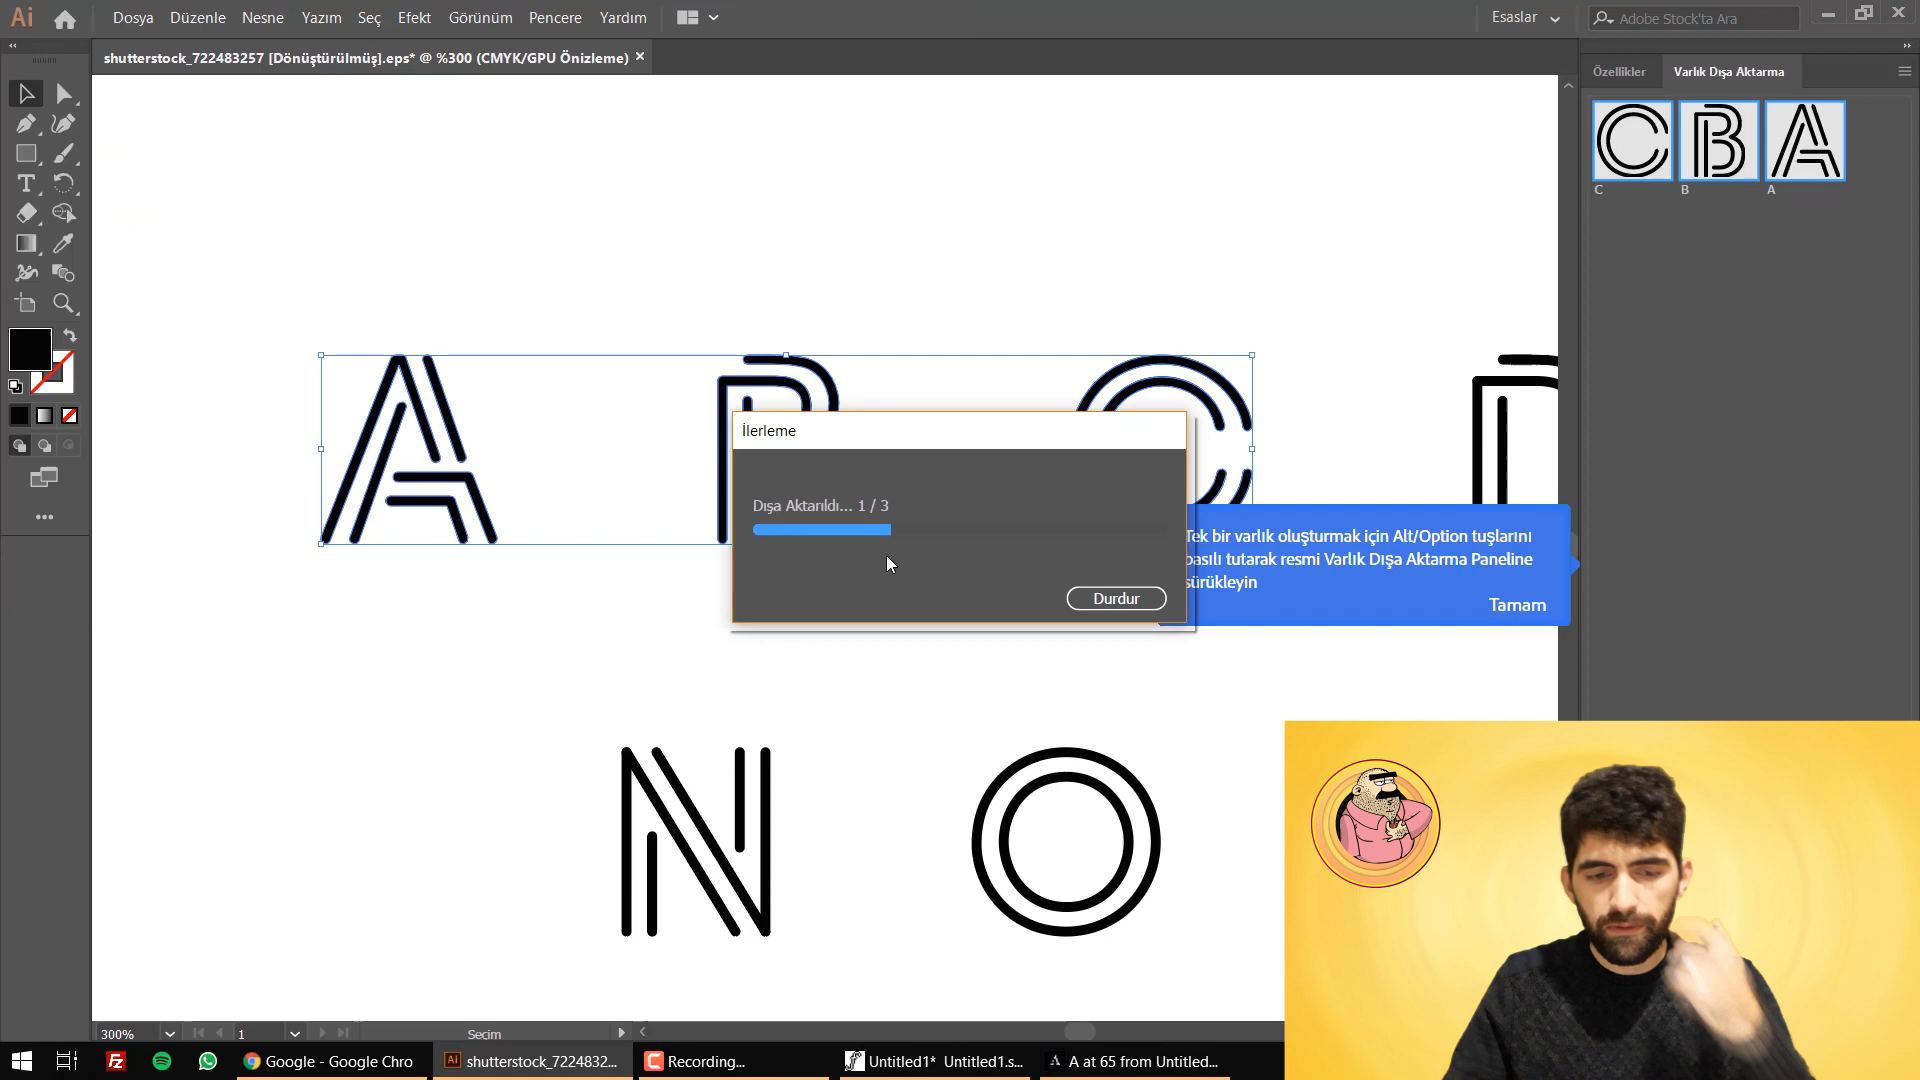 Ai Dosya Düzenle Nesne Yazım Seç Efekt Görünüm Pencere Yardım Esaslar Adobe Stock'ta Ara
shutterstock_722483257 [Dönüştürülmüş].eps* @ %300 (CMYK/GPU Önizleme)
Özellikler Varlık Dışa Aktarma
C B A
C B A
A C
İlerleme
Dışa Aktarıldı... 1 / 3
Durdur
Tek bir varlık oluşturmak için Alt/Option tuşlarını
basılı tutarak resmi Varlık Dışa Aktarma Paneline
sürükleyin
Tamam
N O
300% 1 Seçim
Fz Google - Google Chro Ai shutterstock_7224832... Recording... Untitled1* Untitled1.s... A A at 65 from Untitled...